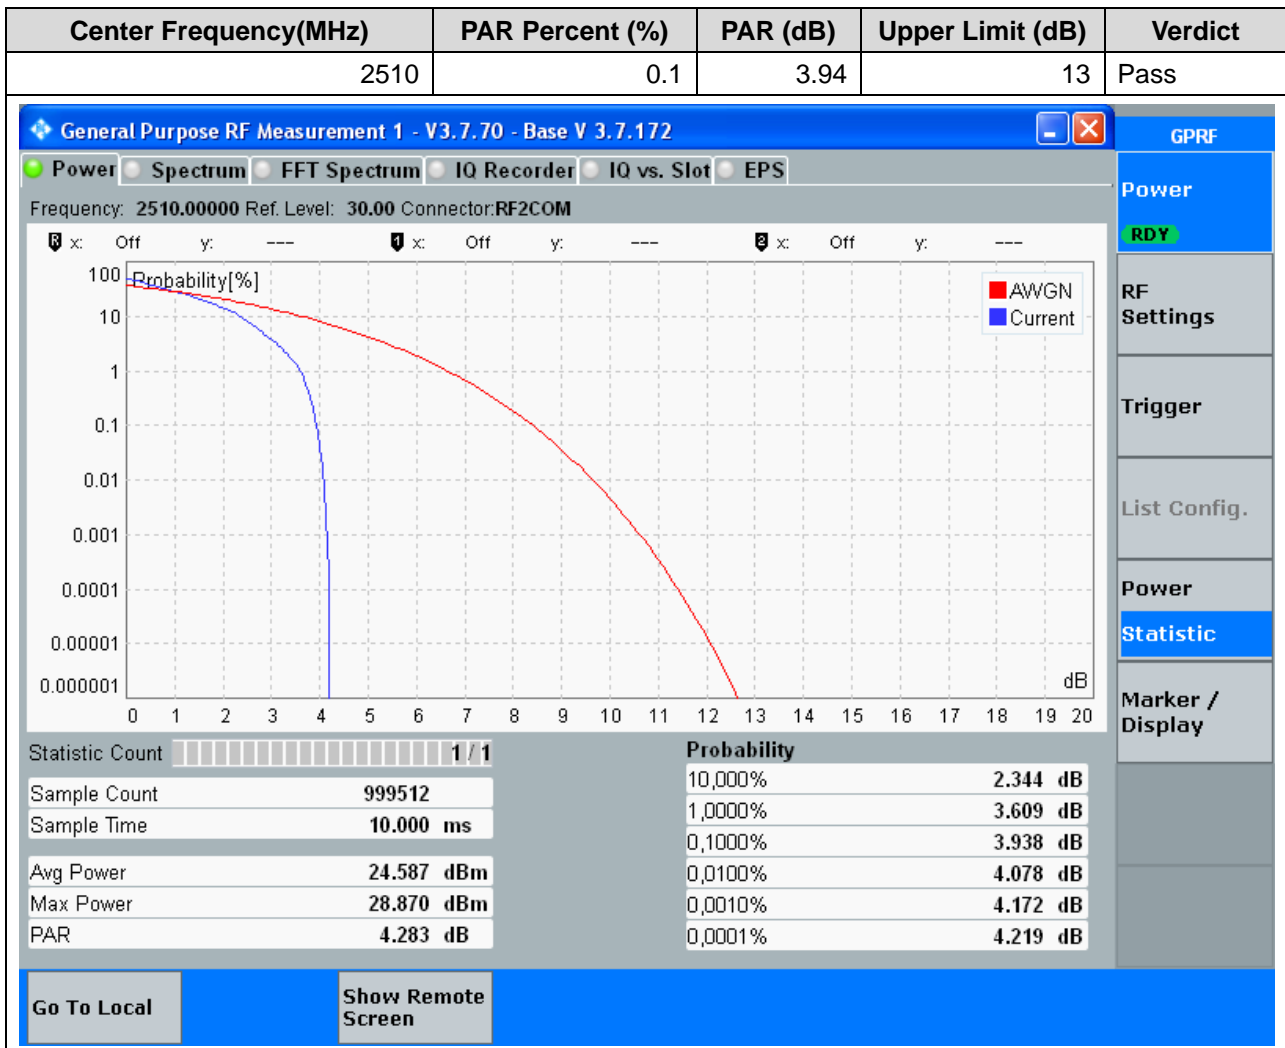 Center Frequency(MHz) PAR Percent (%) PAR (dB) Upper Limit (dB) Verdict
2510 0.1 3.94 13 Pass
General Purpose RF Measurement 1 - V3.7.70 - Base V 3.7.172
GPRF
Power Spectrum FFT Spectrum IQ Recorder IQ vs. Slot EPS
Power
RDY
Frequency: 2510.00000 Ref. Level: 30.00 Connector:RF2COM
R x: Off y: --- 1 x: Off y: --- 2 x: Off y: ---
Probability[%]
AWGN
Current
100
10
1
0.1
0.01
0.001
0.0001
0.00001
0.000001
dB
0 1 2 3 4 5 6 7 8 9 10 11 12 13 14 15 16 17 18 19 20
RF
Settings
Trigger
List Config.
Power
Statistic
Marker /
Display
Statistic Count 1 / 1
Sample Count 999512
Sample Time 10.000 ms
Avg Power 24.587 dBm
Max Power 28.870 dBm
PAR 4.283 dB
Probability
10,000% 2.344 dB
1,0000% 3.609 dB
0,1000% 3.938 dB
0,0100% 4.078 dB
0,0010% 4.172 dB
0,0001% 4.219 dB
Go To Local
Show Remote
Screen